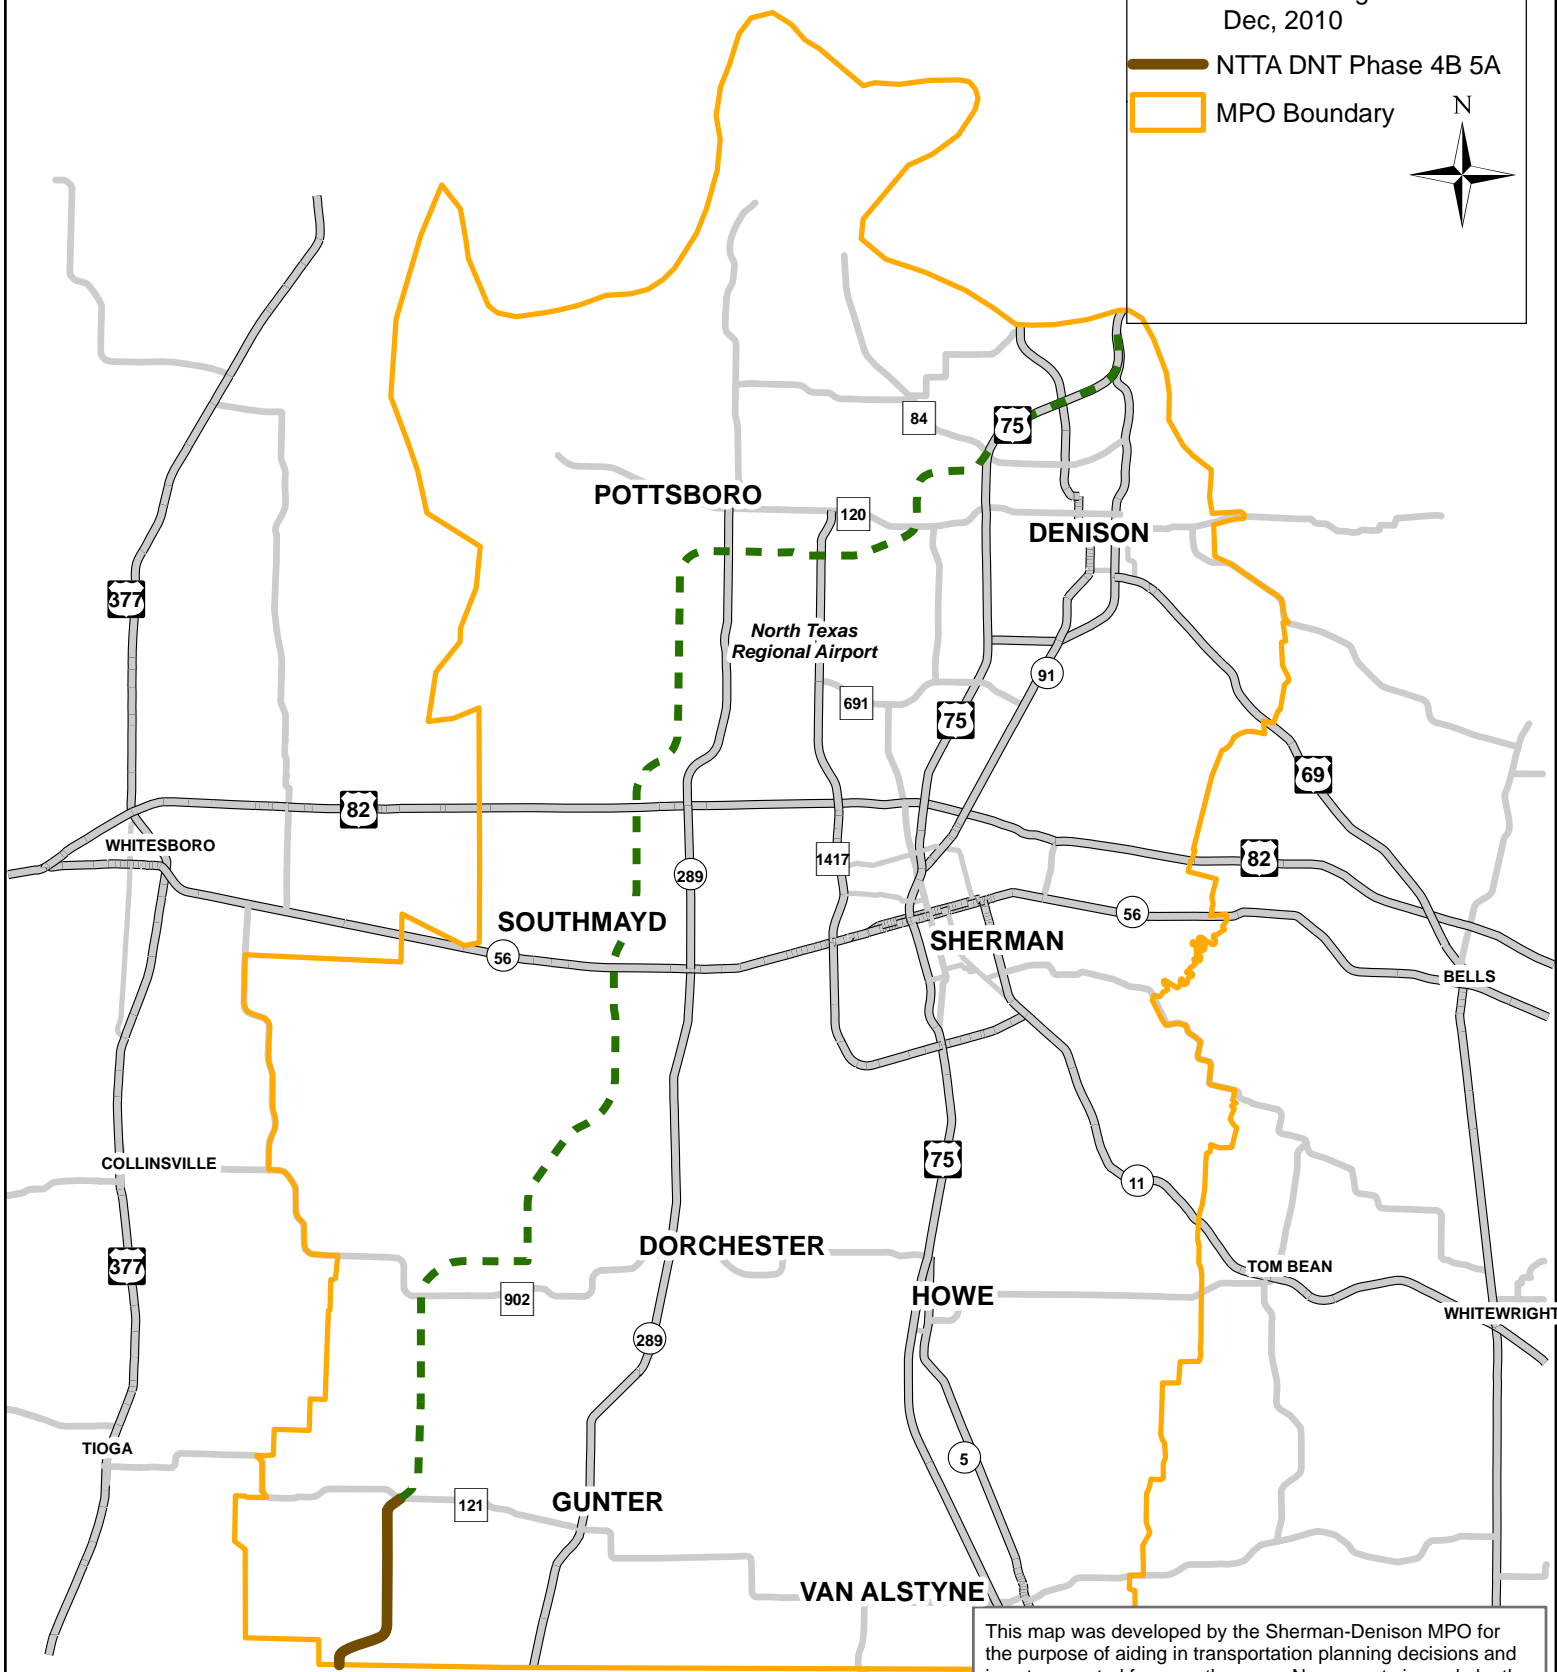 Dec, 2010
NTTA DNT Phase 4B 5A
MPO Boundary
N
84
75
POTTSBORO
120
DENISON
377
North Texas
Regional Airport
91
691
75
69
82
WHITESBORO
1417
82
289
SOUTHMAYD
56
SHERMAN
56
BELLS
COLLINSVILLE
75
11
DORCHESTER
377
TOM BEAN
902
HOWE
WHITEWRIGHT
289
TIOGA
5
121
GUNTER
VAN ALSTYNE
This map was developed by the Sherman-Denison MPO for
the purpose of aiding in transportation planning decisions and